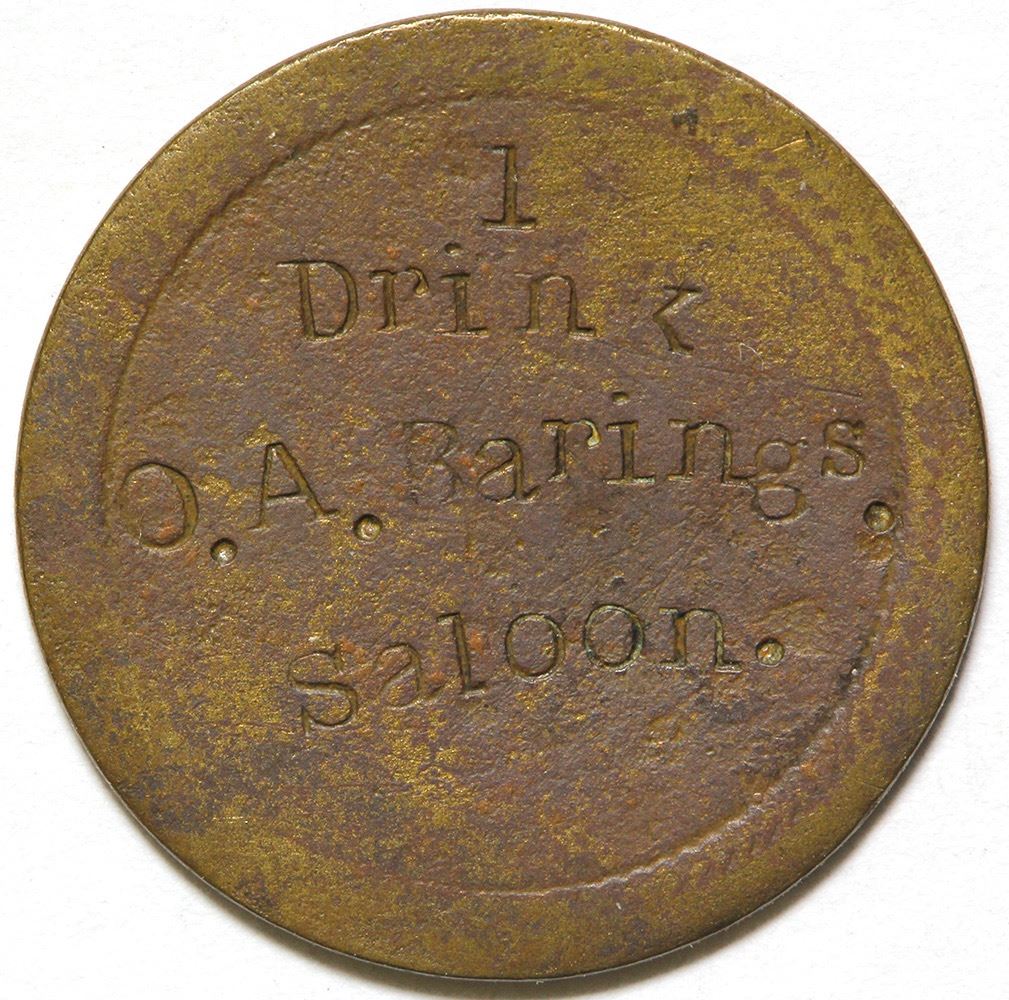 1
Drink
O.A. Barings.
saloon.